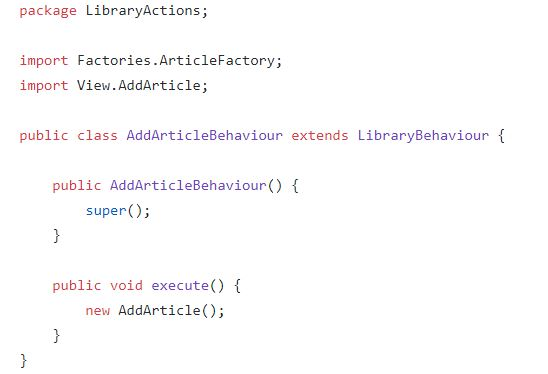 package LibraryActions;

import Factories.ArticleFactory;
import View.AddArticle;

public class AddArticleBehaviour extends LibraryBehaviour {

    public AddArticleBehaviour() {
        super();
    }

    public void execute() {
        new AddArticle();
    }
}